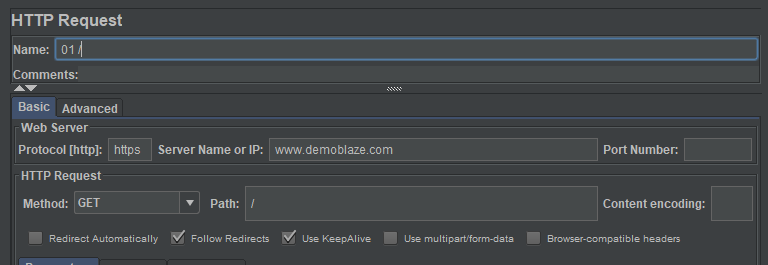 HTTP Request
Name: 01 /
Comments:
Basic Advanced
Web Server
Protocol [http]: https Server Name or IP: www.demoblaze.com Port Number:
HTTP Request
Method: GET Path: / Content encoding:
Redirect Automatically Follow Redirects Use KeepAlive Use multipart/form-data Browser-compatible headers